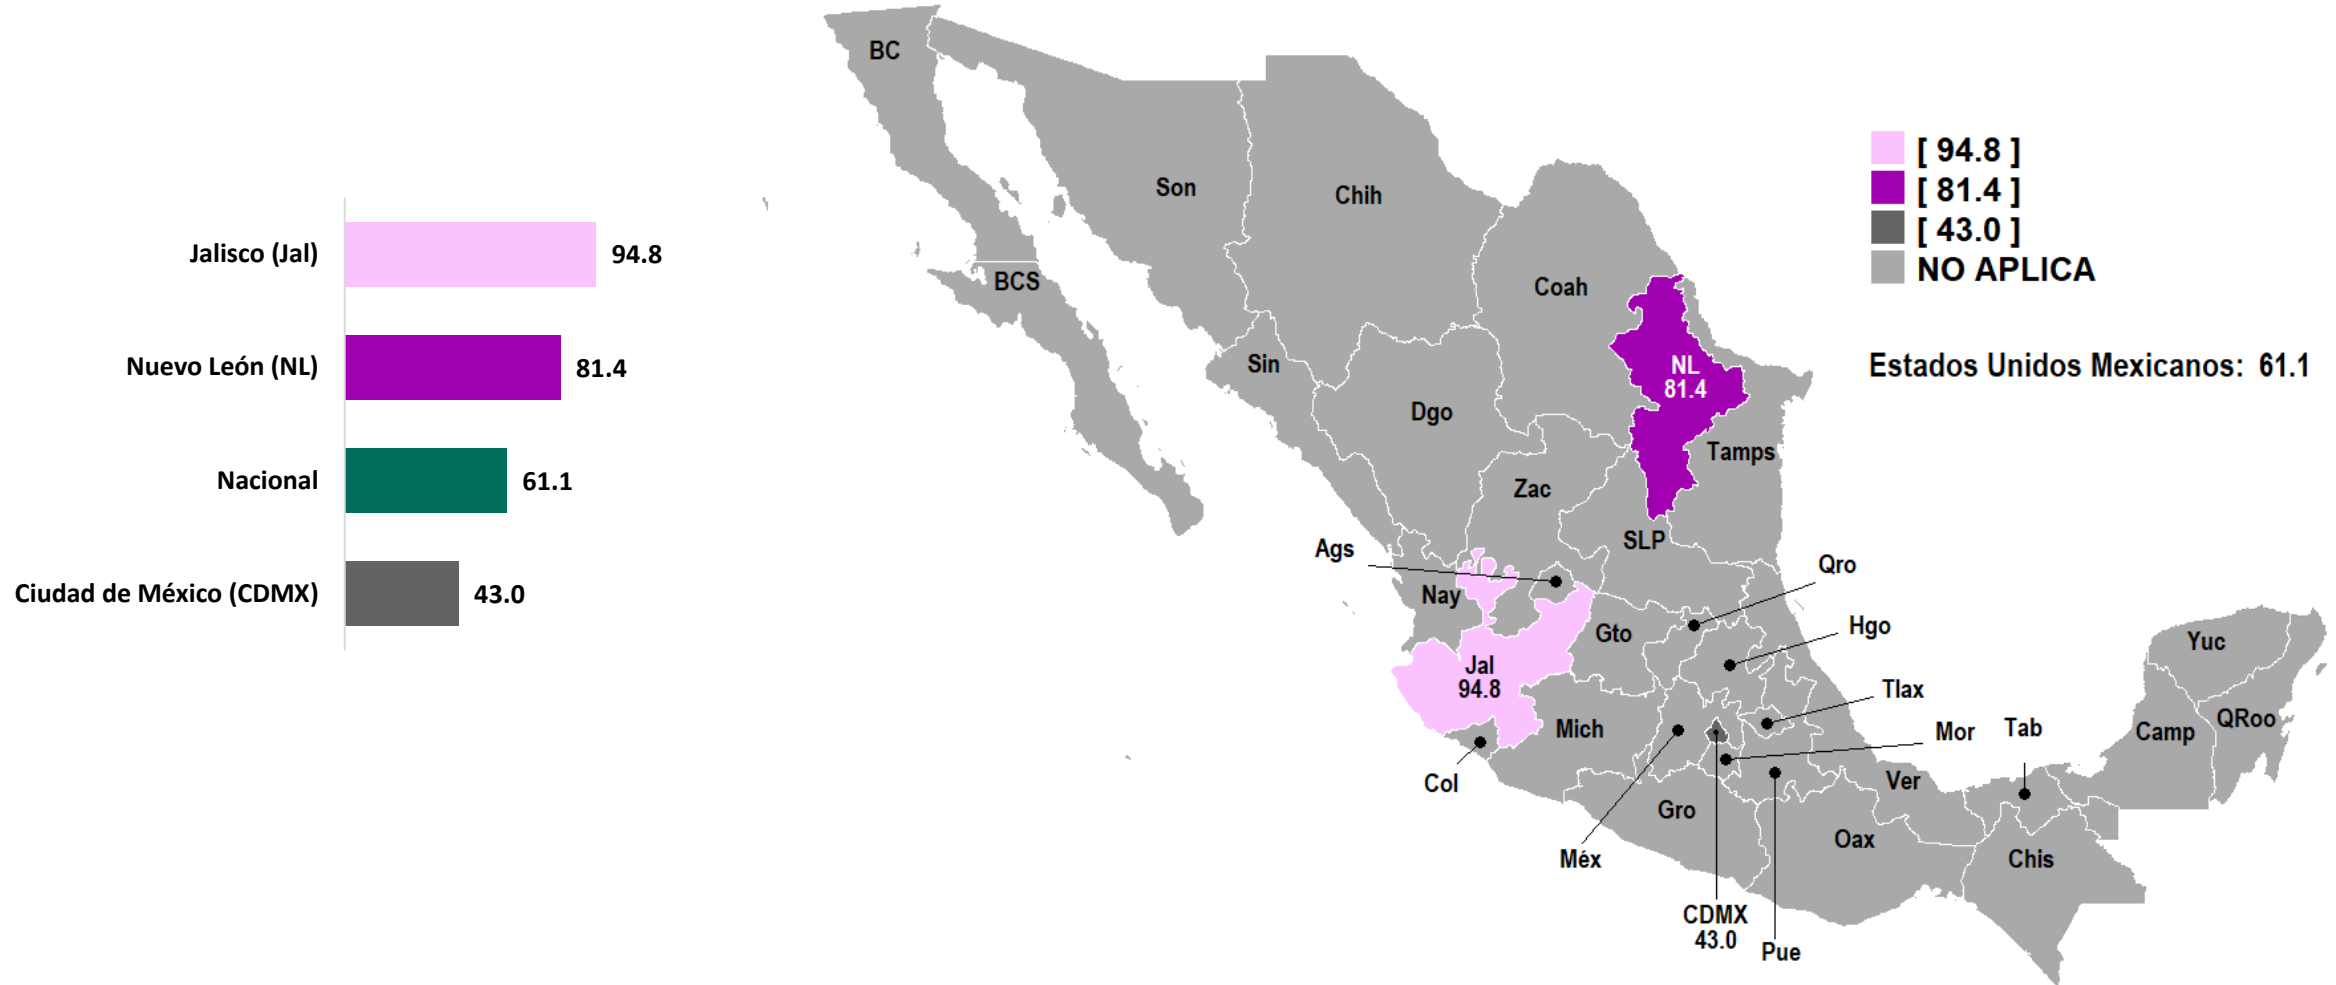 Jalisco (Jal)
94.8
Nuevo León (NL)
81.4
Nacional
61.1
Ciudad de México (CDMX)
43.0
BC
Son
Chih
BCS
Coah
Sin
NL
81.4
Dgo
Tamps
Zac
SLP
Ags
Nay
Qro
Gto
Hgo
Jal
94.8
Tlax
Mich
Mor
Tab
Yuc
QRoo
Camp
Col
Ver
Gro
Oax
Méx
Chis
CDMX
43.0
Pue
[ 94.8 ]
[ 81.4 ]
[ 43.0 ]
NO APLICA
Estados Unidos Mexicanos: 61.1